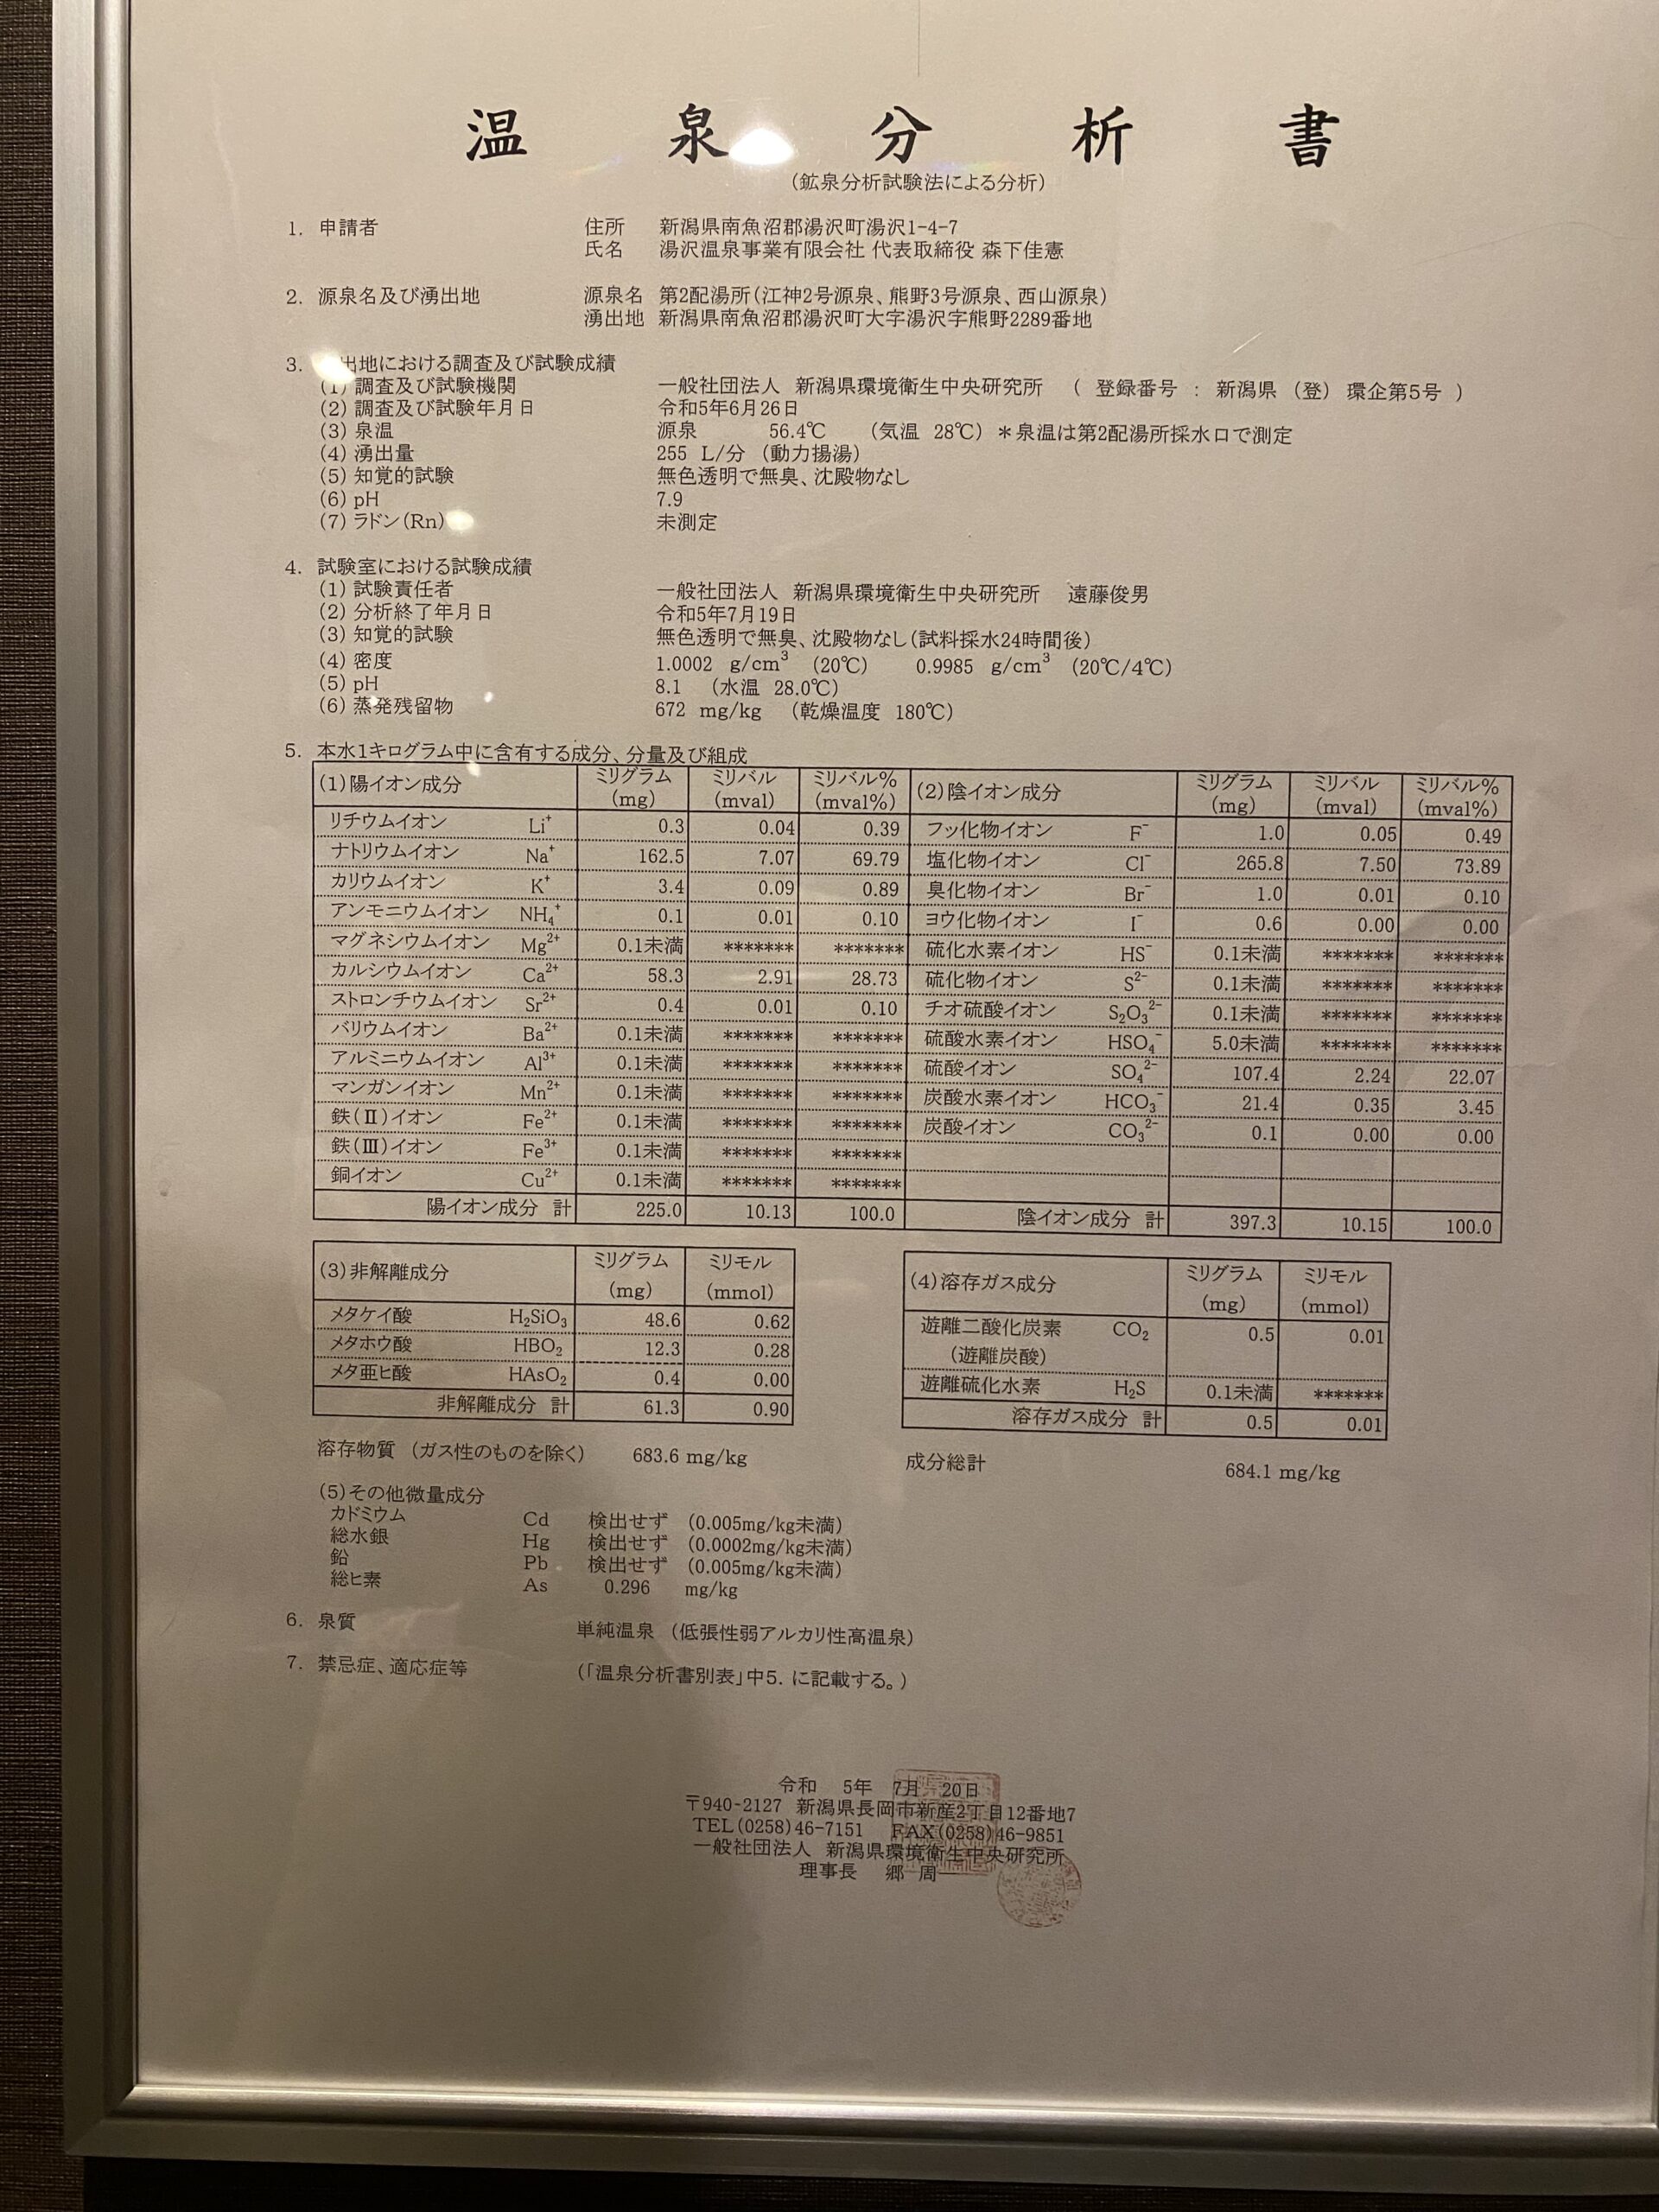 温泉分析書
（鉱泉分析試験法による分析）
1. 申請者 住所 新潟県南魚沼郡湯沢町湯沢1-4-7
氏名 湯沢温泉事業有限会社 代表取締役 森下佳憲
2. 源泉名及び湧出地 源泉名 第2配湯所(江神2号源泉、熊野3号源泉、西山源泉)
湧出地 新潟県南魚沼郡湯沢町大字湯沢字熊野2289番地
3. 出地における調査及び試験成績
(1) 調査及び試験機関 一般社団法人 新潟県環境衛生中央研究所 ( 登録番号 : 新潟県 (登) 環企第5号 )
(2) 調査及び試験年月日 令和5年6月26日
(3) 泉温 源泉 56.4℃ (気温 28℃) ＊泉温は第2配湯所採水口で測定
(4) 湧出量 255 L/分 (動力揚湯)
(5) 知覚的試験 無色透明で無臭、沈殿物なし
(6) pH 7.9
(7) ラドン(Rn) 未測定
4. 試験室における試験成績
(1) 試験責任者 一般社団法人 新潟県環境衛生中央研究所 遠藤俊男
(2) 分析終了年月日 令和5年7月19日
(3) 知覚的試験 無色透明で無臭、沈殿物なし(試料採水24時間後)
(4) 密度 1.0002 g/cm³ (20℃) 0.9985 g/cm³ (20℃/4℃)
(5) pH 8.1 (水温 28.0℃)
(6) 蒸発残留物 672 mg/kg (乾燥温度 180℃)
5. 本水1キログラム中に含有する成分、分量及び組成
(1)陽イオン成分 ミリグラム (mg) ミリバル (mval) ミリバル% (mval%) (2)陰イオン成分 ミリグラム (mg) ミリバル (mval) ミリバル% (mval%)
リチウムイオン Li⁺ 0.3 0.04 0.39 フッ化物イオン F⁻ 1.0 0.05 0.49
ナトリウムイオン Na⁺ 162.5 7.07 69.79 塩化物イオン Cl⁻ 265.8 7.50 73.89
カリウムイオン K⁺ 3.4 0.09 0.89 臭化物イオン Br⁻ 1.0 0.01 0.10
アンモニウムイオン NH₄⁺ 0.1 0.01 0.10 ヨウ化物イオン I⁻ 0.6 0.00 0.00
マグネシウムイオン Mg²⁺ 0.1未満 ******* ******* 硫化水素イオン HS⁻ 0.1未満 ******* *******
カルシウムイオン Ca²⁺ 58.3 2.91 28.73 硫化物イオン S²⁻ 0.1未満 ******* *******
ストロンチウムイオン Sr²⁺ 0.4 0.01 0.10 チオ硫酸イオン S₂O₃²⁻ 0.1未満 ******* *******
バリウムイオン Ba²⁺ 0.1未満 ******* ******* 硫酸水素イオン HSO₄⁻ 5.0未満 ******* *******
アルミニウムイオン Al³⁺ 0.1未満 ******* ******* 硫酸イオン SO₄²⁻ 107.4 2.24 22.07
マンガンイオン Mn²⁺ 0.1未満 ******* ******* 炭酸水素イオン HCO₃⁻ 21.4 0.35 3.45
鉄(Ⅱ)イオン Fe²⁺ 0.1未満 ******* ******* 炭酸イオン CO₃²⁻ 0.1 0.00 0.00
鉄(Ⅲ)イオン Fe³⁺ 0.1未満 ******* *******
銅イオン Cu²⁺ 0.1未満 ******* *******
陽イオン成分 計 225.0 10.13 100.0 陰イオン成分 計 397.3 10.15 100.0
(3)非解離成分 ミリグラム (mg) ミリモル (mmol)
メタケイ酸 H₂SiO₃ 48.6 0.62
メタホウ酸 HBO₂ 12.3 0.28
メタ亜ヒ酸 HAsO₂ 0.4 0.00
非解離成分 計 61.3 0.90
(4)溶存ガス成分 ミリグラム (mg) ミリモル (mmol)
遊離二酸化炭素 CO₂ 0.5 0.01
(遊離炭酸)
遊離硫化水素 H₂S 0.1未満 *******
溶存ガス成分 計 0.5 0.01
溶存物質 (ガス性のものを除く) 683.6 mg/kg 成分総計 684.1 mg/kg
(5)その他微量成分
カドミウム Cd 検出せず (0.005mg/kg未満)
総水銀 Hg 検出せず (0.0002mg/kg未満)
鉛 Pb 検出せず (0.005mg/kg未満)
総ヒ素 As 0.296 mg/kg
6. 泉質 単純温泉 (低張性弱アルカリ性高温泉)
7. 禁忌症、適応症等 (「温泉分析書別表」中5. に記載する。)
令和 5年 7月 20日
〒940-2127 新潟県長岡市新産2丁目12番地7
TEL(0258)46-7151 FAX(0258)46-9851
一般社団法人 新潟県環境衛生中央研究所
理事長 郷 周一